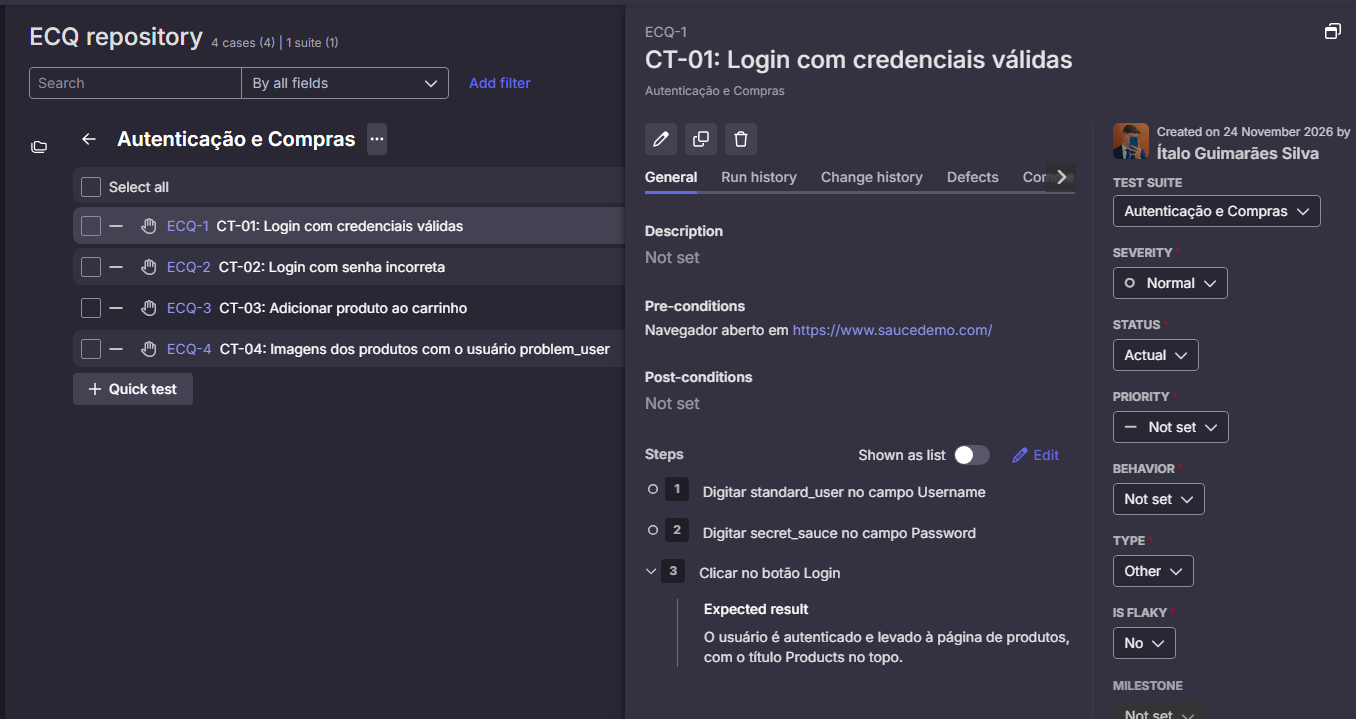 ECQ repository 4 cases (4) | 1 suite (1)
Search
By all fields
Add filter
Autenticação e Compras
Select all
ECQ-1 CT-01: Login com credenciais válidas
ECQ-2 CT-02: Login com senha incorreta
ECQ-3 CT-03: Adicionar produto ao carrinho
ECQ-4 CT-04: Imagens dos produtos com o usuário problem_user
+ Quick test
ECQ-1
CT-01: Login com credenciais válidas
Autenticação e Compras
General Run history Change history Defects
Description
Not set
Pre-conditions
Navegador aberto em https://www.saucedemo.com/
Post-conditions
Not set
Steps
Shown as list
Edit
1 Digitar standard_user no campo Username
2 Digitar secret_sauce no campo Password
3 Clicar no botão Login
Expected result
O usuário é autenticado e levado à página de produtos,
com o título Products no topo.
Created on 24 November 2026 by
Ítalo Guimarães Silva
TEST SUITE
Autenticação e Compras
SEVERITY*
Normal
STATUS*
Actual
PRIORITY*
Not set
BEHAVIOR*
Not set
TYPE*
Other
IS FLAKY*
No
MILESTONE
Not set